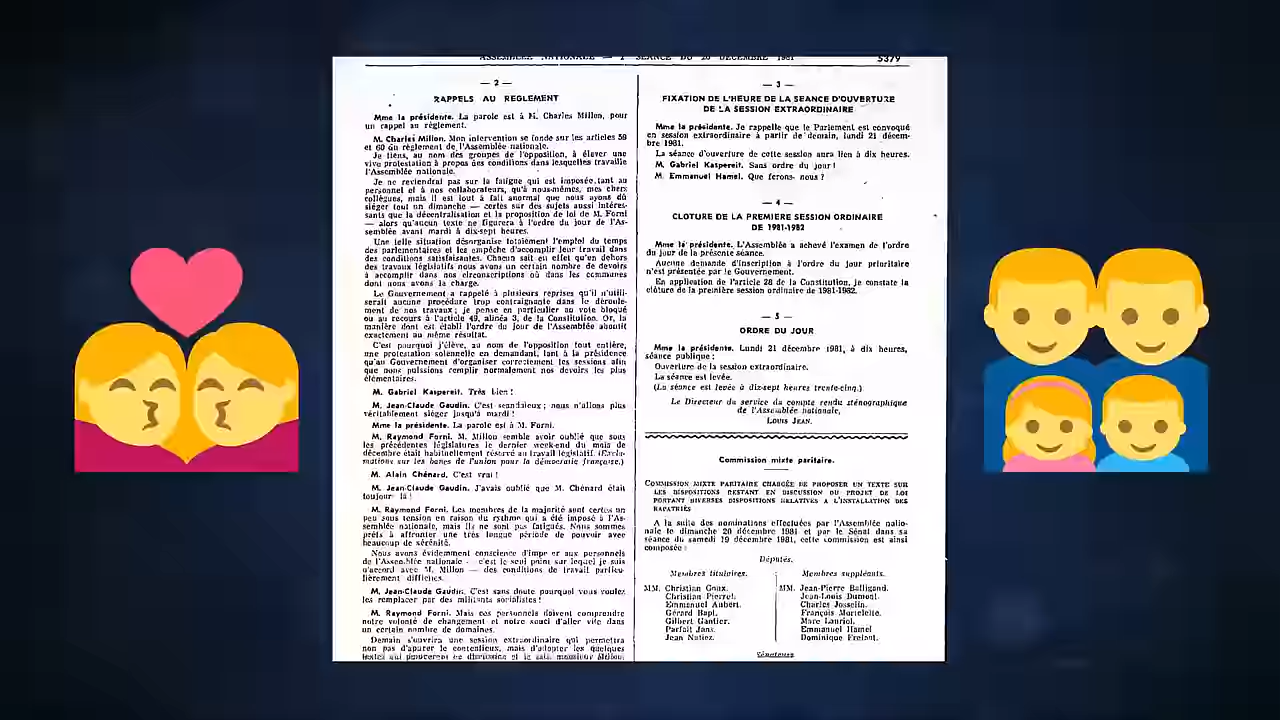 ASSEMBLEE NATIONALE — 1 SEANCE DU 20 DECEMBRE 1981
5379
— 2 —
RAPPELS AU REGLEMENT
Mme la présidente. La parole est à M. Charles Millon, pour
un rappel au règlement.
M. Charles Millon. Mon intervention se fonde sur les articles 58
et 60 du règlement de l'Assemblée nationale.
Je tiens, au nom des groupes de l'opposition, à élever une
vive protestation à propos des conditions dans lesquelles travaille
l'Assemblée nationale.
Je ne reviendrai pas sur la fatigue qui est imposée tant au
personnel et à nos collaborateurs, qu'à nous-mêmes, mes chers
collègues, mais il est tout à fait anormal que nous ayons dû
siéger tout un dimanche — certes sur des sujets aussi intéres-
sants que la décentralisation et la proposition de loi de M. Forni
— alors qu'aucun texte ne figurera à l'ordre du jour de l'As-
semblée avant mardi à dix-sept heures.
Une telle situation désorganise totalement l'emploi du temps
des parlementaires et les empêche d'accomplir leur travail dans
des conditions satisfaisantes. Chacun sait en effet qu'en dehors
des travaux législatifs nous avons un certain nombre de devoirs
à accomplir dans nos circonscriptions où dans les communes
dont nous avons la charge.
Le Gouvernement a rappelé à plusieurs reprises qu'il n'utili-
serait aucune procédure trop contraignante dans le déroule-
ment de nos travaux ; je pense en particulier au vote bloqué
ou au recours à l'article 49, alinéa 3, de la Constitution. Or, la
manière dont est établi l'ordre du jour de l'Assemblée aboutit
exactement au même résultat.
C'est pourquoi j'élève, au nom de l'opposition tout entière,
une protestation solennelle en demandant, tant à la présidence
qu'au Gouvernement d'organiser correctement les sessions afin
que nous puissions remplir normalement nos devoirs les plus
élémentaires.
M. Gabriel Kaspereit. Très bien !
M. Jean-Claude Gaudin. C'est scandaleux ; nous n'allons plus
véritablement siéger jusqu'à mardi !
Mme la présidente. La parole est à M. Forni.
M. Raymond Forni. M. Millon semble avoir oublié que sous
les précédentes législatures le dernier week-end du mois de
décembre était habituellement réservé au travail législatif. (Excla-
mations sur les bancs de l'union pour la démocratie française.)
M. Alain Chénard. C'est vrai !
M. Jean-Claude Gaudin. J'avais oublié que M. Chénard était
toujours là !
M. Raymond Forni. Les membres de la majorité sont certes un
peu sous tension en raison du rythme qui a été imposé à l'As-
semblée nationale, mais ils ne sont pas fatigués. Nous sommes
prêts à affronter une très longue période de pouvoir avec
beaucoup de sérénité.
Nous avons évidemment conscience d'imposer aux personnels
de l'Assemblée nationale - c'est le seul point sur lequel je suis
d'accord avec M. Millon — des conditions de travail particu-
lièrement difficiles.
M. Jean-Claude Gaudin. C'est sans doute pourquoi vous voulez
les remplacer par des militants socialistes !
M. Raymond Forni. Mais ces personnels doivent comprendre
notre volonté de changement et notre souci d'aller vite dans
un certain nombre de domaines.
Demain s'ouvrira une session extraordinaire qui permettra
non pas d'apurer le contentieux, mais d'adopter les quelques
textes qui
— 3 —
FIXATION DE L'HEURE DE LA SEANCE D'OUVERTURE
DE LA SESSION EXTRAORDINAIRE
Mme la présidente. Je rappelle que le Parlement est convoqué
en session extraordinaire à partir de demain, lundi 21 décem-
bre 1981.
La séance d'ouverture de cette session aura lieu à dix heures.
M. Gabriel Kaspereit. Sans ordre du jour !
M. Emmanuel Hamel. Que ferons-nous ?
— 4 —
CLOTURE DE LA PREMIERE SESSION ORDINAIRE
DE 1981-1982
Mme la présidente. L'Assemblée a achevé l'examen de l'ordre
du jour de la présente séance.
Aucune demande d'inscription à l'ordre du jour prioritaire
n'est présentée par le Gouvernement.
En application de l'article 28 de la Constitution, je constate la
clôture de la première session ordinaire de 1981-1982.
— 5 —
ORDRE DU JOUR
Mme la présidente. Lundi 21 décembre 1981, à dix heures,
séance publique :
Ouverture de la session extraordinaire.
La séance est levée.
(La séance est levée à dix-sept heures trente-cinq.)
Le Directeur du service du compte rendu sténographique
de l'Assemblée nationale,
LOUIS JEAN.
Commission mixte paritaire.
COMMISSION MIXTE PARITAIRE CHARGÉE DE PROPOSER UN TEXTE SUR
LES DISPOSITIONS RESTANT EN DISCUSSION DU PROJET DE LOI
PORTANT DIVERSES DISPOSITIONS RELATIVES A L'INSTALLATION DES
RAPATRIÉS
A la suite des nominations effectuées par l'Assemblée natio-
nale le dimanche 20 décembre 1981 et par le Sénat dans sa
séance du samedi 19 décembre 1981, cette commission est ainsi
composée :
Députés.
Membres titulaires.
MM. Christian Goux.
Christian Pierret.
Emmanuel Aubert.
Gérard Bapt.
Gilbert Gantier.
Parfait Jans.
Jean Natiez.
Membres suppléants.
MM. Jean-Pierre Balligand.
Jean-Louis Dumont.
Charles Josselin.
François Mortelette.
Marc Lauriol.
Emmanuel Hamel
Dominique Frelaut.
Sénateurs